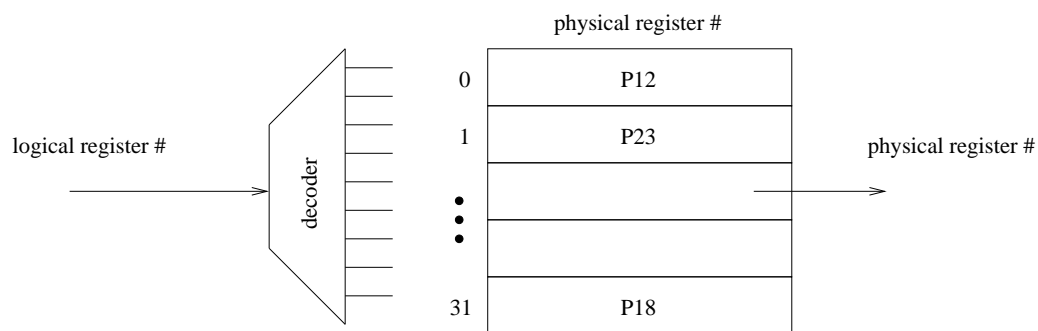 physical register #
0 P12
1 P23
logical register #
physical register #
decoder
31 P18